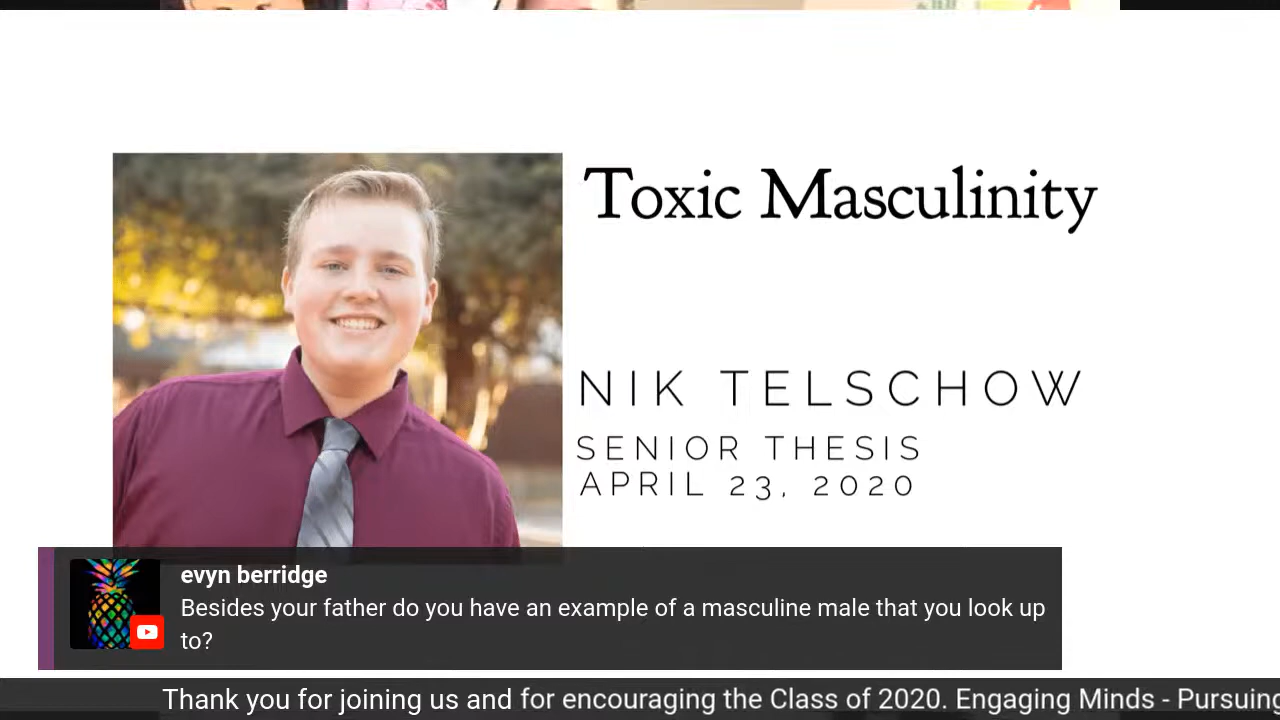 Toxic Masculinity
NIK TELSCHOW
SENIOR THESIS
APRIL 23, 2020
evyn berridge
Besides your father do you have an example of a masculine male that you look up
to?
Thank you for joining us and for encouraging the Class of 2020. Engaging Minds - Pursuing